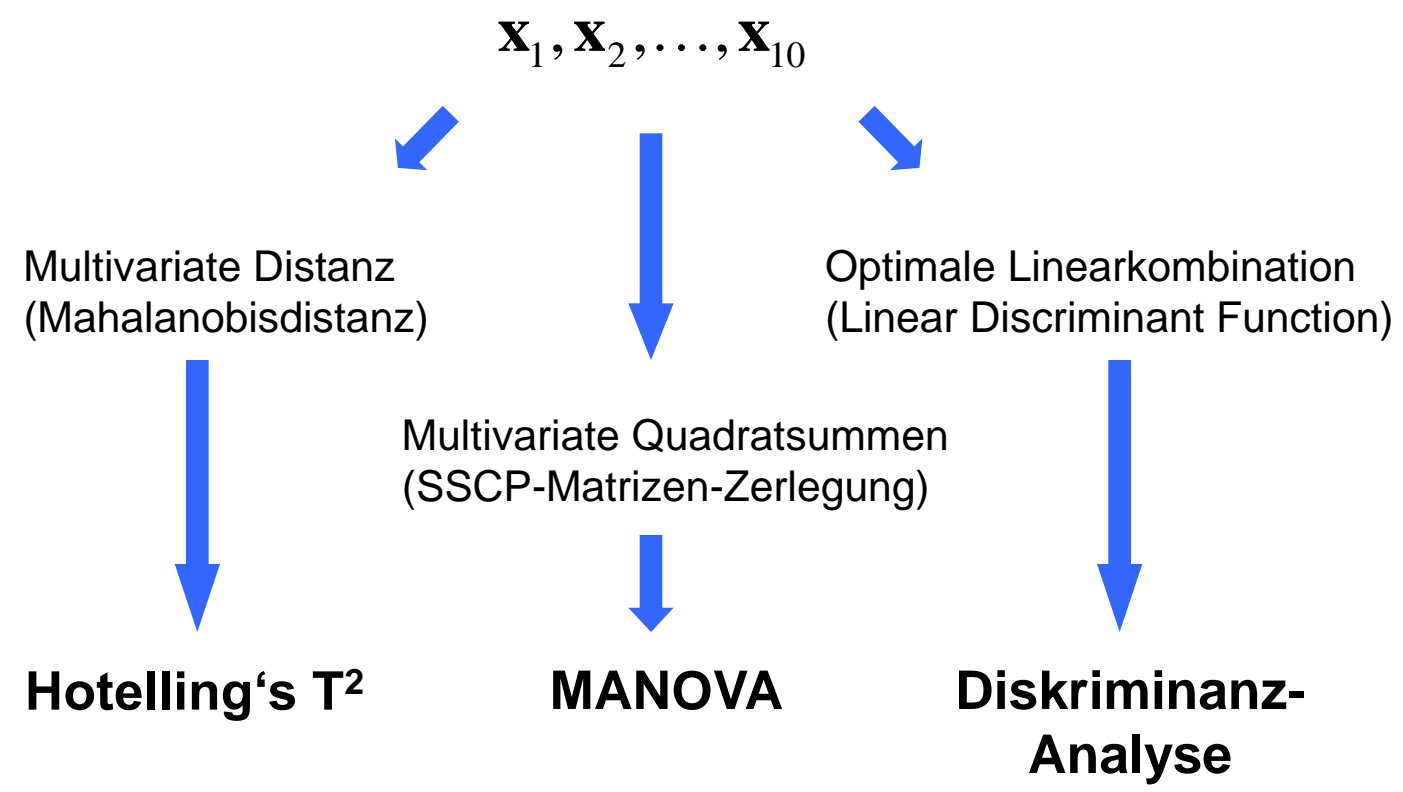 x₁, x₂, ..., x₁₀
Multivariate Distanz
(Mahalanobisdistanz)
Optimale Linearkombination
(Linear Discriminant Function)
Multivariate Quadratsummen
(SSCP-Matrizen-Zerlegung)
Hotelling‘s T²
MANOVA
Diskriminanz-
Analyse